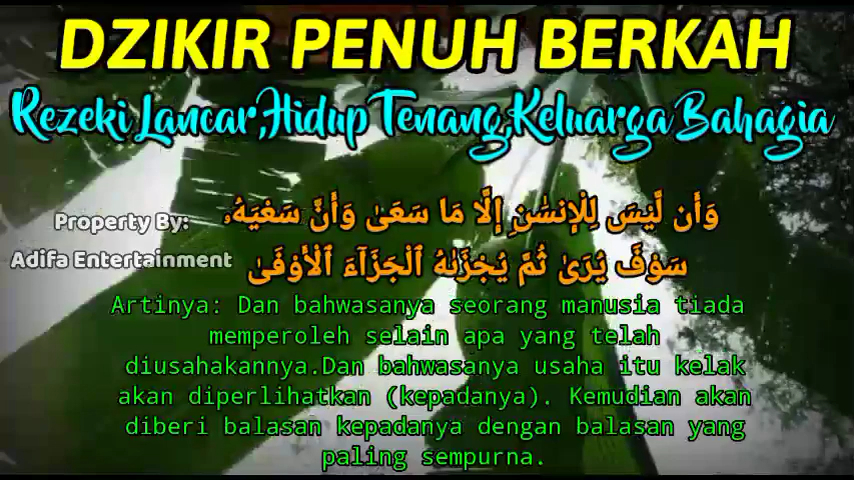 DZIKIR PENUH BERKAH
Rezeki Lancar,Hidup Tenang,Keluarga Bahagia
وَأَن لَّيْسَ لِلْإِنسَٰنِ إِلَّا مَا سَعَىٰ وَأَنَّ سَعْيَهُۥ
سَوْفَ يُرَىٰ ثُمَّ يُجْزَىٰهُ ٱلْجَزَآءَ ٱلْأَوْفَىٰ
Property By:
Adifa Entertainment
Artinya: Dan bahwasanya seorang manusia tiada
memperoleh selain apa yang telah
diusahakannya.Dan bahwasanya usaha itu kelak
akan diperlihatkan (kepadanya). Kemudian akan
diberi balasan kepadanya dengan balasan yang
paling sempurna.